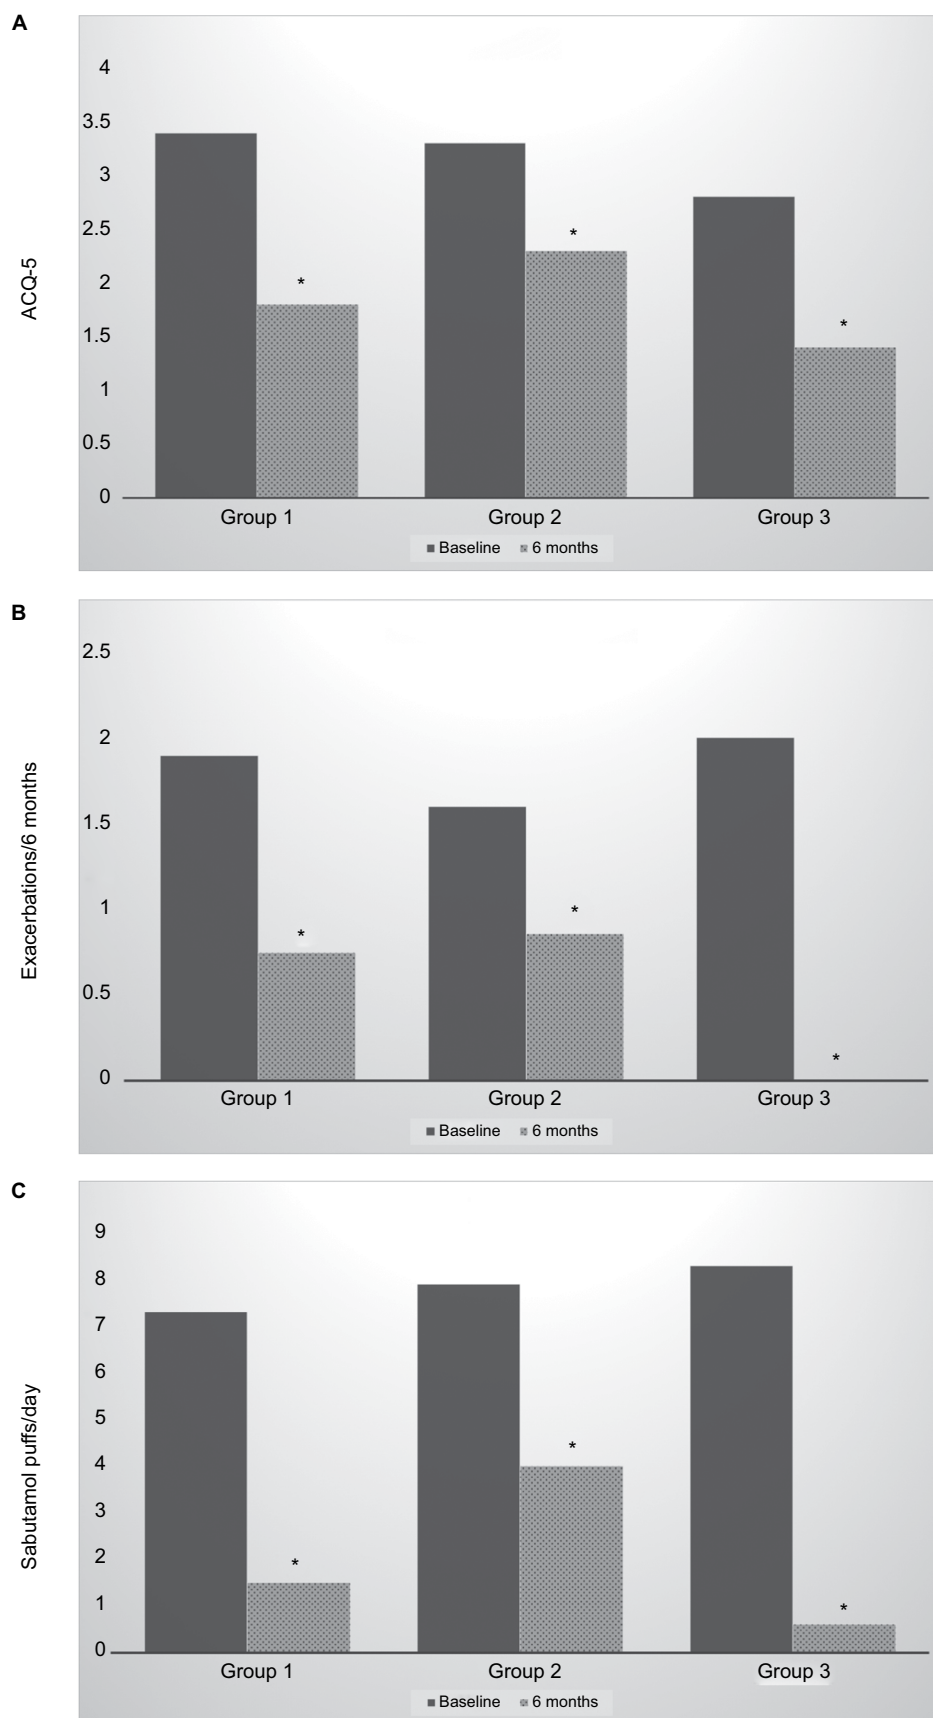 A
4
3.5
3
2.5
2
1.5
1
0.5
0
ACQ-5
*
*
*
Group 1 Group 2 Group 3
Baseline 6 months
B
2.5
2
1.5
1
0.5
0
Exacerbations/6 months
*
*
*
Group 1 Group 2 Group 3
Baseline 6 months
C
9
8
7
6
5
4
3
2
1
0
Sabutamol puffs/day
*
*
*
Group 1 Group 2 Group 3
Baseline 6 months